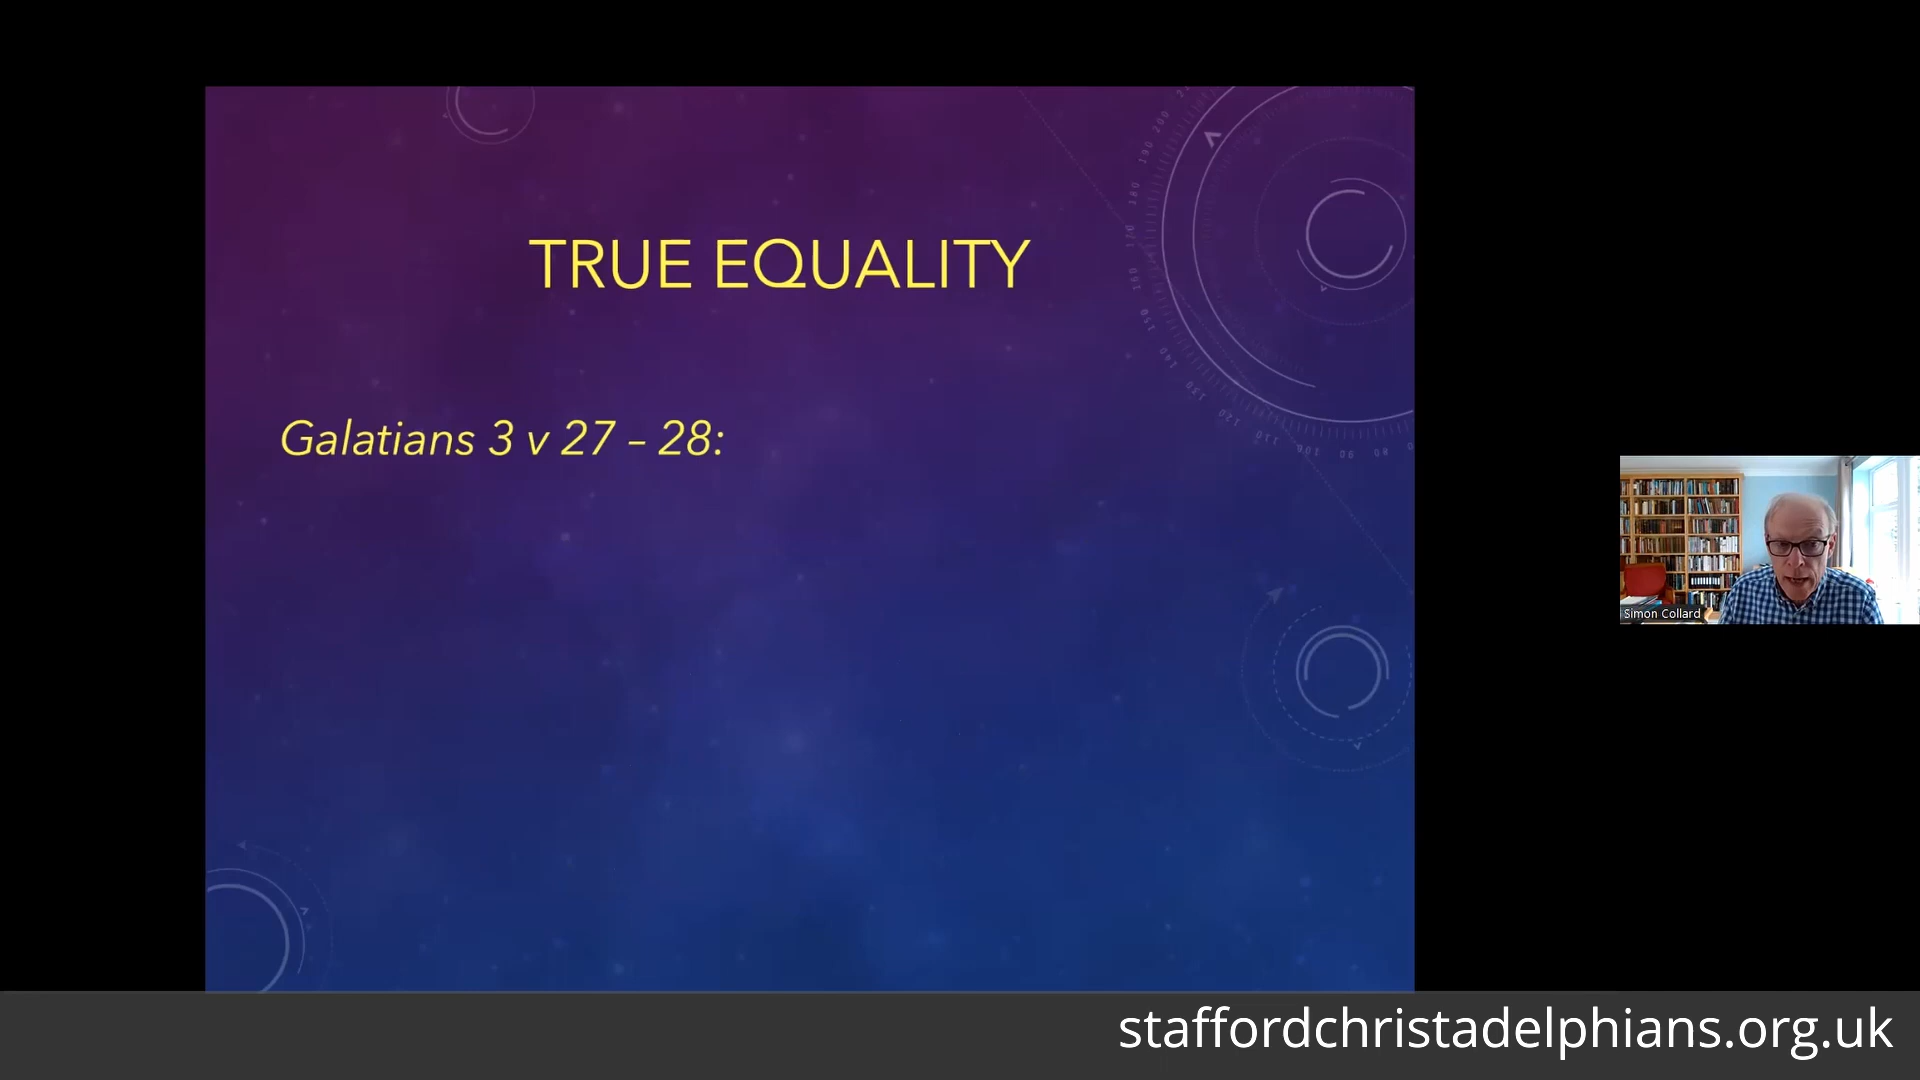 TRUE EQUALITY
Galatians 3 v 27 – 28:
Simon Collard
staffordchristadelphians.org.uk